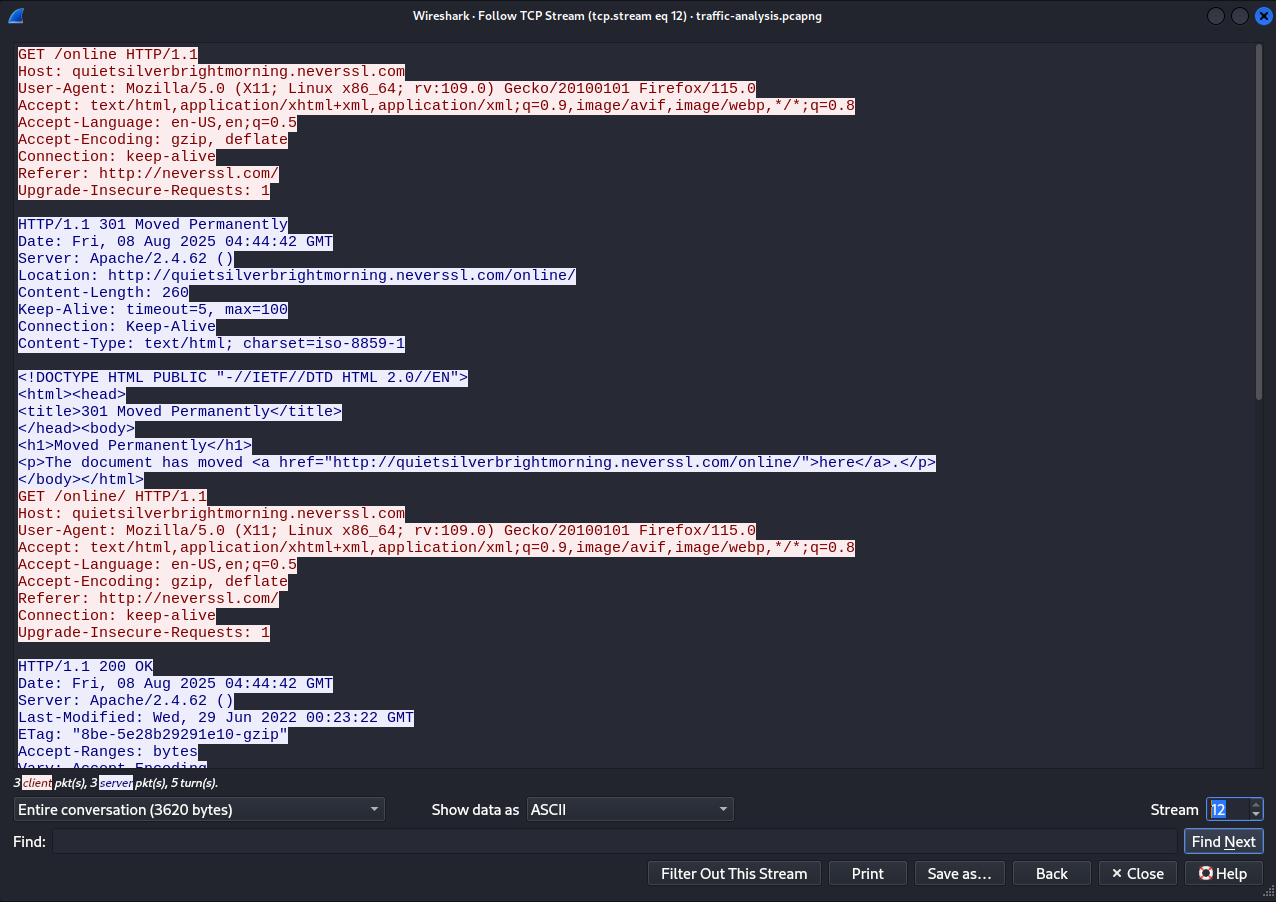 Wireshark · Follow TCP Stream (tcp.stream eq 12) · traffic-analysis.pcapng
GET /online HTTP/1.1
Host: quietsilverbrightmorning.neverssl.com
User-Agent: Mozilla/5.0 (X11; Linux x86_64; rv:109.0) Gecko/20100101 Firefox/115.0
Accept: text/html,application/xhtml+xml,application/xml;q=0.9,image/avif,image/webp,*/*;q=0.8
Accept-Language: en-US,en;q=0.5
Accept-Encoding: gzip, deflate
Connection: keep-alive
Referer: http://neverssl.com/
Upgrade-Insecure-Requests: 1
HTTP/1.1 301 Moved Permanently
Date: Fri, 08 Aug 2025 04:44:42 GMT
Server: Apache/2.4.62 ()
Location: http://quietsilverbrightmorning.neverssl.com/online/
Content-Length: 260
Keep-Alive: timeout=5, max=100
Connection: Keep-Alive
Content-Type: text/html; charset=iso-8859-1
<!DOCTYPE HTML PUBLIC "-//IETF//DTD HTML 2.0//EN">
<html><head>
<title>301 Moved Permanently</title>
</head><body>
<h1>Moved Permanently</h1>
<p>The document has moved <a href="http://quietsilverbrightmorning.neverssl.com/online/">here</a>.</p>
</body></html>
GET /online/ HTTP/1.1
Host: quietsilverbrightmorning.neverssl.com
User-Agent: Mozilla/5.0 (X11; Linux x86_64; rv:109.0) Gecko/20100101 Firefox/115.0
Accept: text/html,application/xhtml+xml,application/xml;q=0.9,image/avif,image/webp,*/*;q=0.8
Accept-Language: en-US,en;q=0.5
Accept-Encoding: gzip, deflate
Referer: http://neverssl.com/
Connection: keep-alive
Upgrade-Insecure-Requests: 1
HTTP/1.1 200 OK
Date: Fri, 08 Aug 2025 04:44:42 GMT
Server: Apache/2.4.62 ()
Last-Modified: Wed, 29 Jun 2022 00:23:22 GMT
ETag: "8be-5e28b29291e10-gzip"
Accept-Ranges: bytes
Vary: Accept-Encoding
3 client pkt(s), 3 server pkt(s), 5 turn(s).
Entire conversation (3620 bytes) Show data as ASCII Stream 12
Find: Find Next
Filter Out This Stream Print Save as… Back Close Help